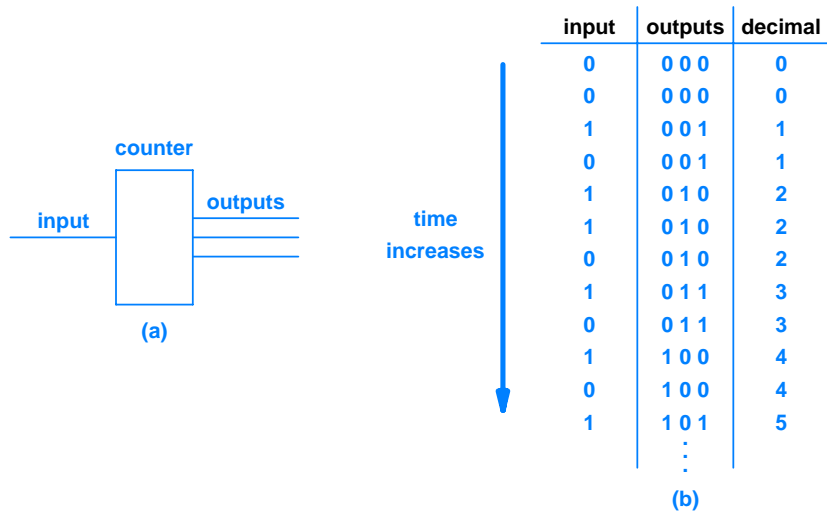 counter
input
outputs
(a)
time
increases
input outputs decimal
0 0 0 0 0
0 0 0 0 0
1 0 0 1 1
0 0 0 1 1
1 0 1 0 2
1 0 1 0 2
0 0 1 0 2
1 0 1 1 3
0 0 1 1 3
1 1 0 0 4
0 1 0 0 4
1 1 0 1 5
.
.
.
(b)